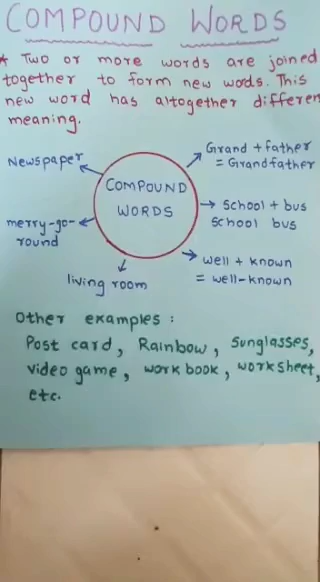 COMPOUND WORDS
* Two or more words are joined
together to form new wods. This
new word has altogether differen
meaning.
Newspaper
Grand + father
= Grandfather
COMPOUND
WORDS
school + bus
school bus
merry-go-
round
well + known
= well-known
living room
Other examples :
Post card, Rainbow, Sunglasses,
video game, work book, worksheet,
etc.